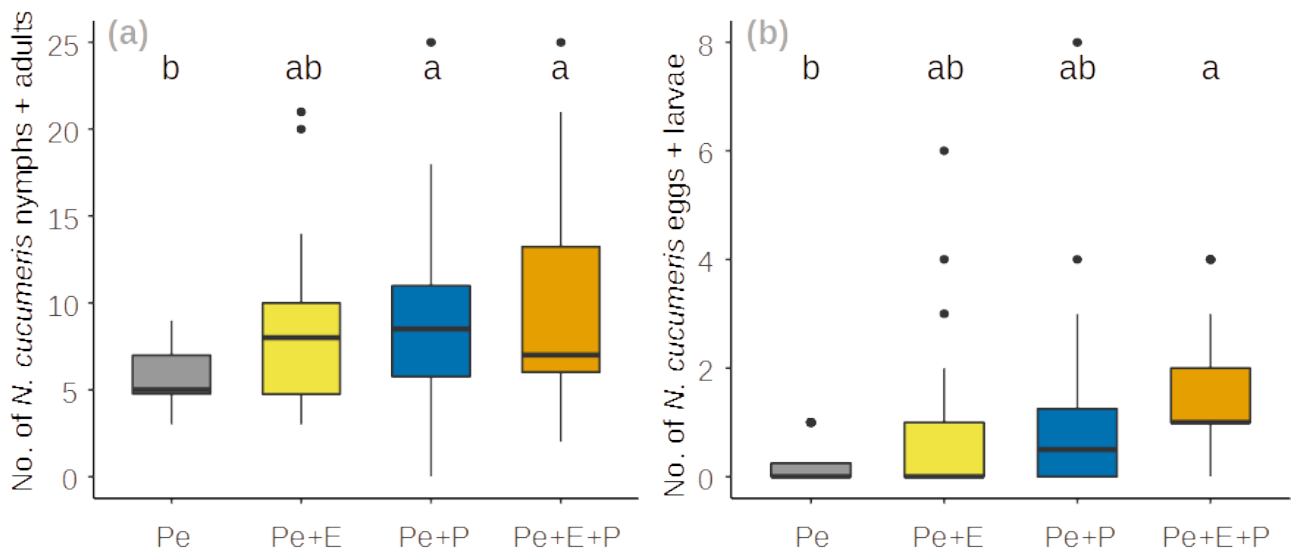 (a)
No. of N. cucumeris nymphs + adults
25
20
15
10
5
0
b ab a a
Pe Pe+E Pe+P Pe+E+P
(b)
No. of N. cucumeris eggs + larvae
8
6
4
2
0
b ab ab a
Pe Pe+E Pe+P Pe+E+P